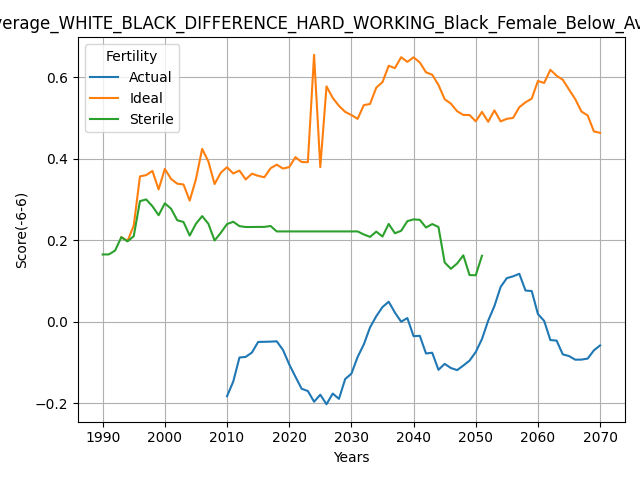 verage_WHITE_BLACK_DIFFERENCE_HARD_WORKING_Black_Female_Below_Av
Fertility
Actual
Ideal
Sterile
Score(-6-6)
0.6
0.4
0.2
0.0
−0.2
1990 2000 2010 2020 2030 2040 2050 2060 2070
Years